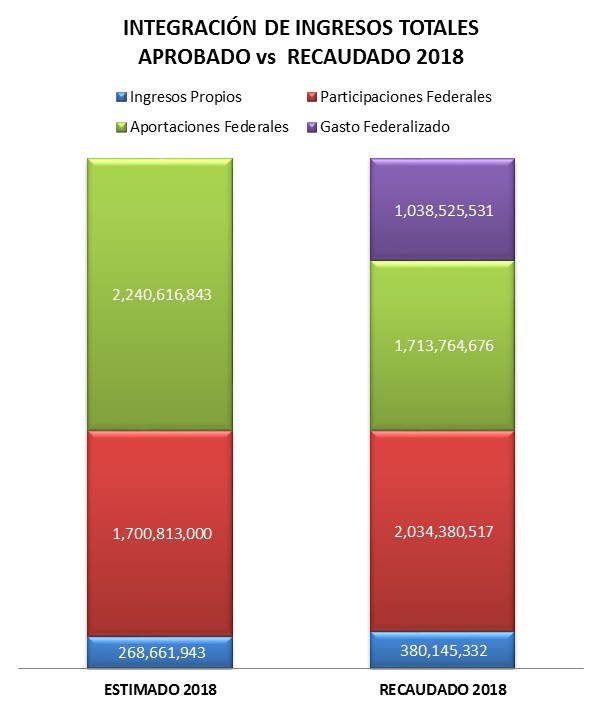 INTEGRACIÓN DE INGRESOS TOTALES
APROBADO vs RECAUDADO 2018
Ingresos Propios
Participaciones Federales
Aportaciones Federales
Gasto Federalizado
2,240,616,843
1,700,813,000
268,661,943
1,038,525,531
1,713,764,676
2,034,380,517
380,145,332
ESTIMADO 2018
RECAUDADO 2018